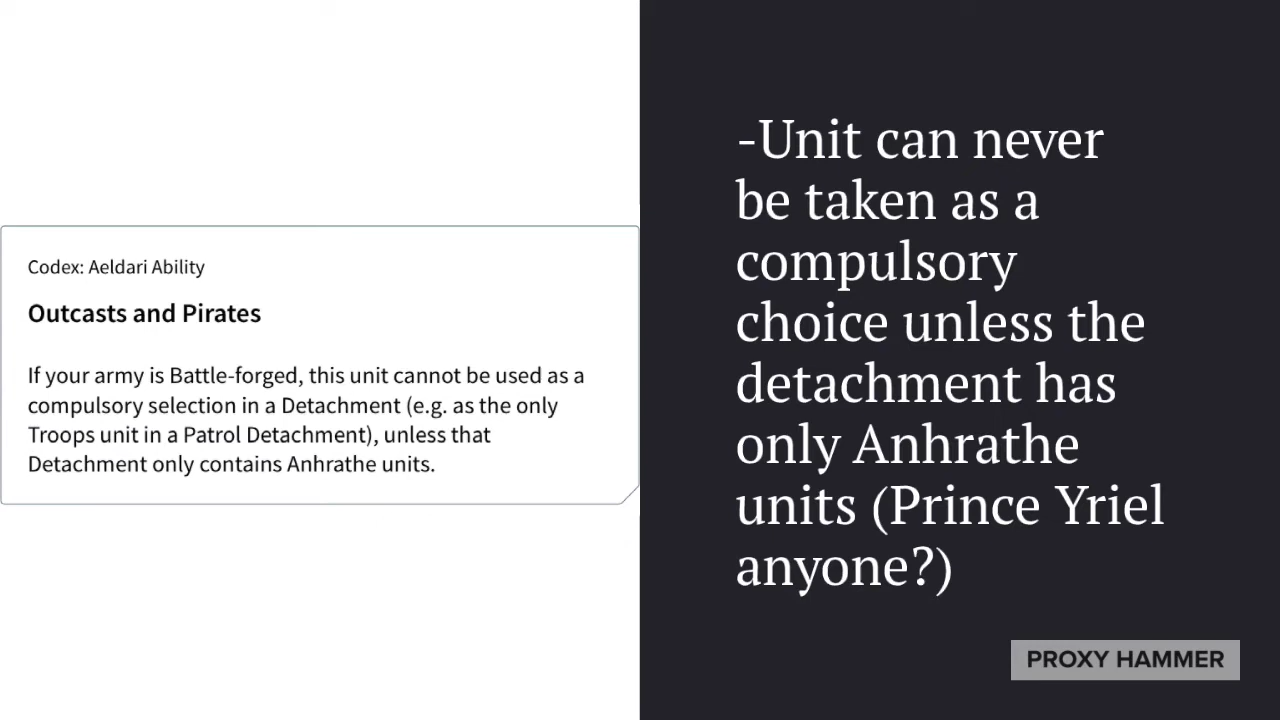 Codex: Aeldari Ability
Outcasts and Pirates
If your army is Battle-forged, this unit cannot be used as a
compulsory selection in a Detachment (e.g. as the only
Troops unit in a Patrol Detachment), unless that
Detachment only contains Anhrathe units.
-Unit can never
be taken as a
compulsory
choice unless the
detachment has
only Anhrathe
units (Prince Yriel
anyone?)
PROXY HAMMER